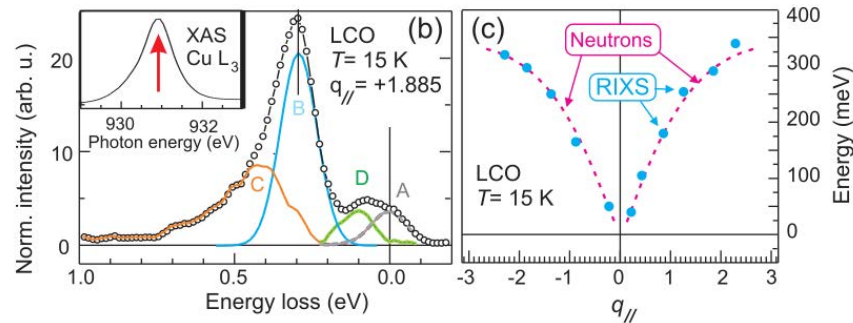 XAS
Cu L3
930 932
Photon energy (eV)
(b)
LCO
T= 15 K
q// = +1.885
B
C
D
A
20
10
0
Norm. intensity (arb. u.)
1.0 0.5 0.0
Energy loss (eV)
(c)
Neutrons
RIXS
LCO
T= 15 K
400
300
200
100
0
Energy (meV)
-3 -2 -1 0 1 2 3
q//